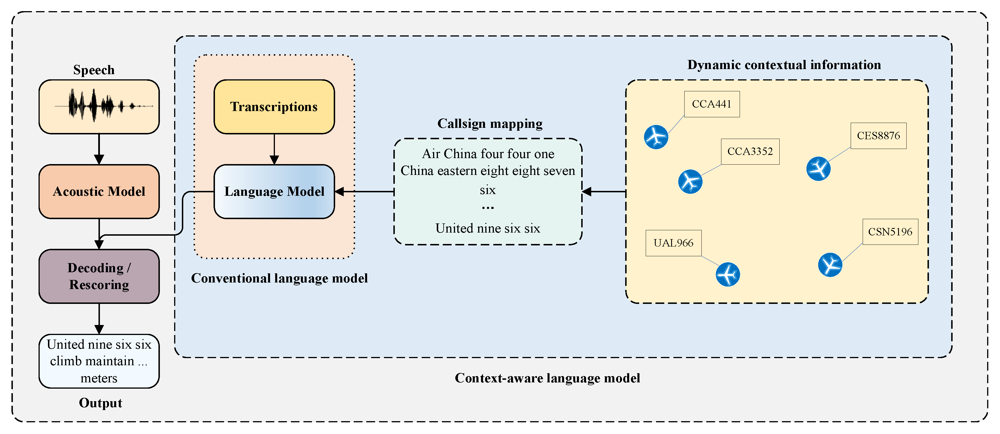 Speech
Acoustic Model
Decoding /
Rescoring
United nine six six
climb maintain ...
meters
Output
Transcriptions
Language Model
Conventional language model
Callsign mapping
Air China four four one
China eastern eight eight seven
six
...
United nine six six
Dynamic contextual information
CCA441
CES8876
CCA3352
UAL966
CSN5196
Context-aware language model